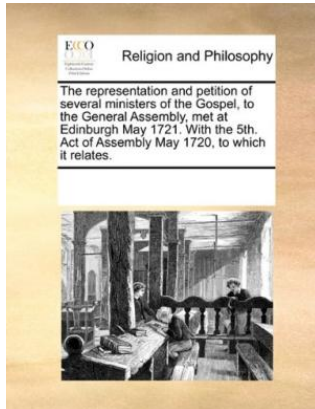 ECCO
Religion and Philosophy
The representation and petition of
several ministers of the Gospel, to
the General Assembly, met at
Edinburgh May 1721. With the 5th.
Act of Assembly May 1720, to which
it relates.